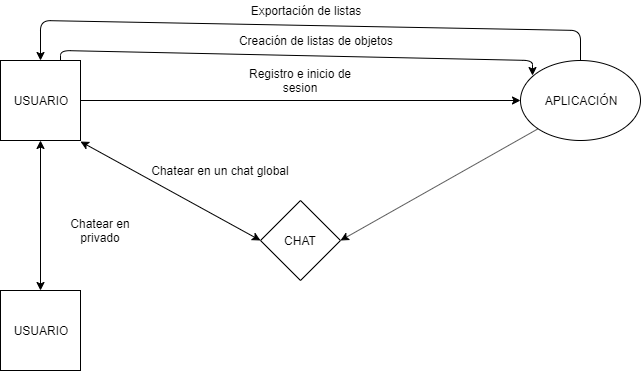 Exportación de listas
Creación de listas de objetos
Registro e inicio de
sesion
USUARIO
APLICACIÓN
Chatear en un chat global
Chatear en
privado
CHAT
USUARIO